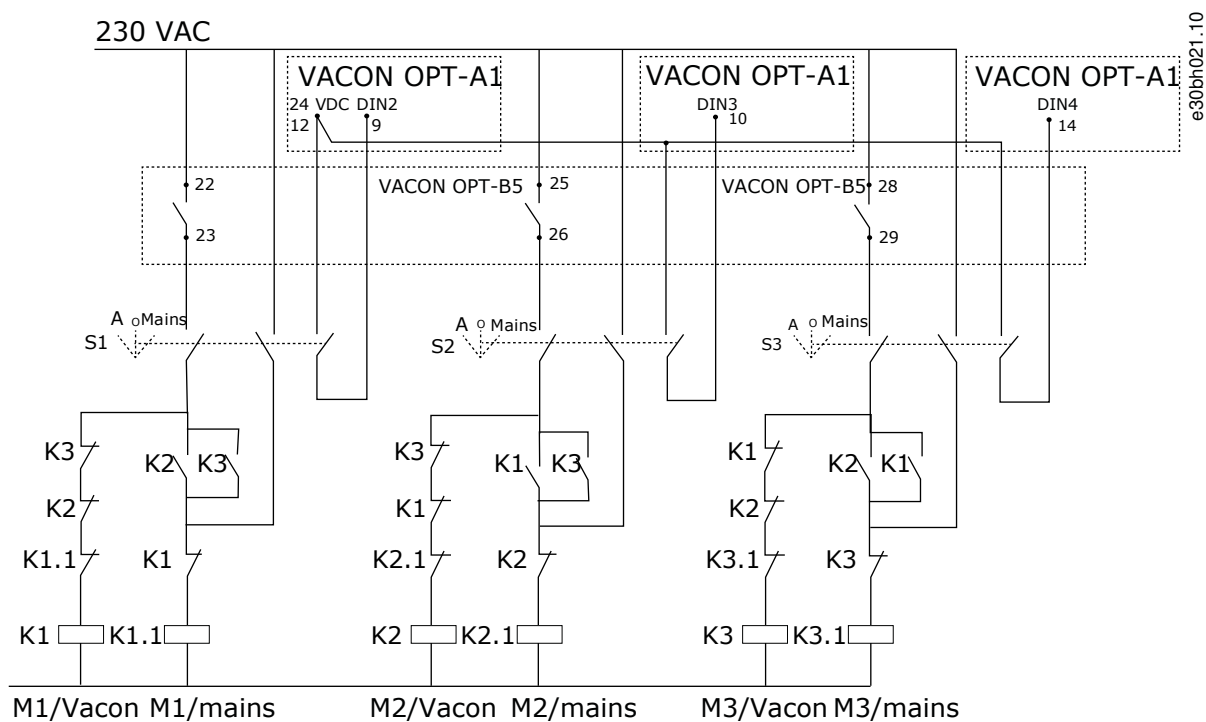 230 VAC
e30bh021.10
VACON OPT-A1
24 VDC DIN2
12 9
VACON OPT-A1
DIN3
10
VACON OPT-A1
DIN4
14
22 VACON OPT-B5 25 VACON OPT-B5 28
23 26 29
A O Mains
S1
A O Mains
S2
A O Mains
S3
K3 K2 K3 K3 K1 K3 K1 K2 K1
K2 K1 K2
K1.1 K1 K2.1 K2 K3.1 K3
K1 K1.1 K2 K2.1 K3 K3.1
M1/Vacon M1/mains M2/Vacon M2/mains M3/Vacon M3/mains